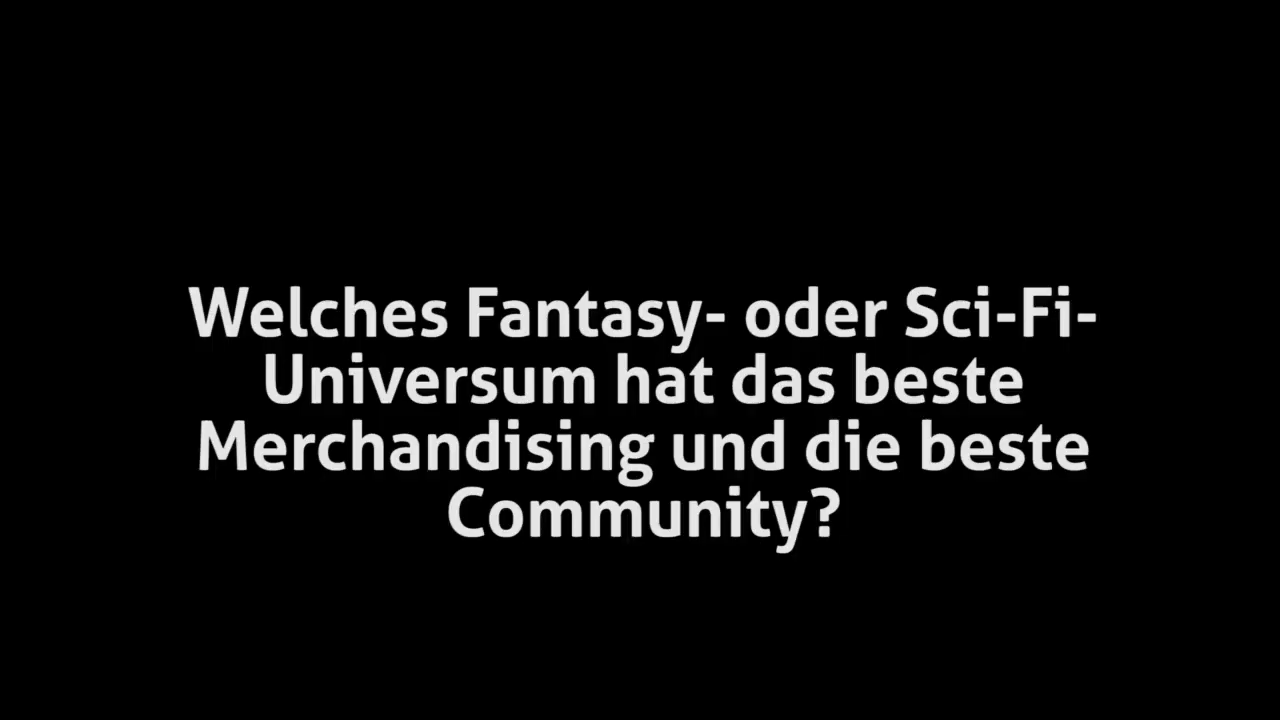 Welches Fantasy- oder Sci-Fi-
Universum hat das beste
Merchandising und die beste
Community?